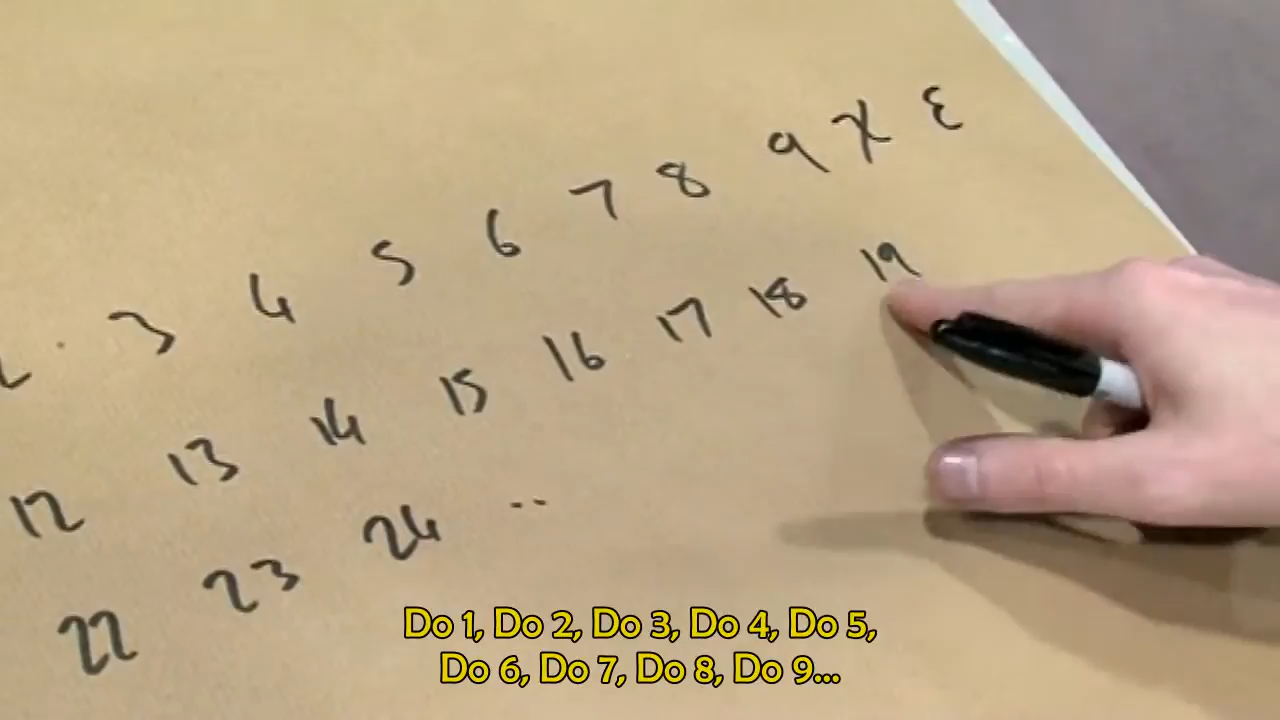 2 3 4 5 6 7 8 9 X Ɛ
12 13 14 15 16 17 18 19
22 23 24 ..
Do 1, Do 2, Do 3, Do 4, Do 5,
Do 6, Do 7, Do 8, Do 9...